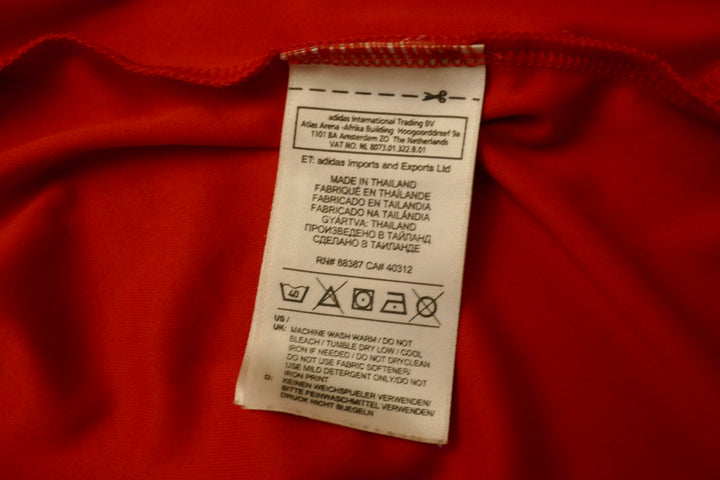 adidas International Trading BV
Atlas Arena -Afrika Building Hoogoorddreef 9a
1101 BA Amsterdam ZO The Netherlands
VAT NO. NL 8073.01.322.B.01
ET: adidas Imports and Exports Ltd
MADE IN THAILAND
FABRIQUÉ EN THAÏLANDE
FABRICADO EN TAILANDIA
FABRICADO NA TAILÂNDIA
GYÁRTVA: THAILAND
ПРОИЗВЕДЕНО В ТАЙЛАНД
СДЕЛАНО В ТАИЛАНДЕ
RN# 88387 CA# 40312
40
US /
UK: MACHINE WASH WARM / DO NOT
BLEACH / TUMBLE DRY LOW / COOL
IRON IF NEEDED / DO NOT DRYCLEAN
DO NOT USE FABRIC SOFTENER/
USE MILD DETERGENT ONLY/DO NOT
IRON PRINT
D: KEINEN WEICHSPUELER VERWENDEN/
BITTE FEINWASCHMITTEL VERWENDEN/
DRUCK NICHT BUEGELN